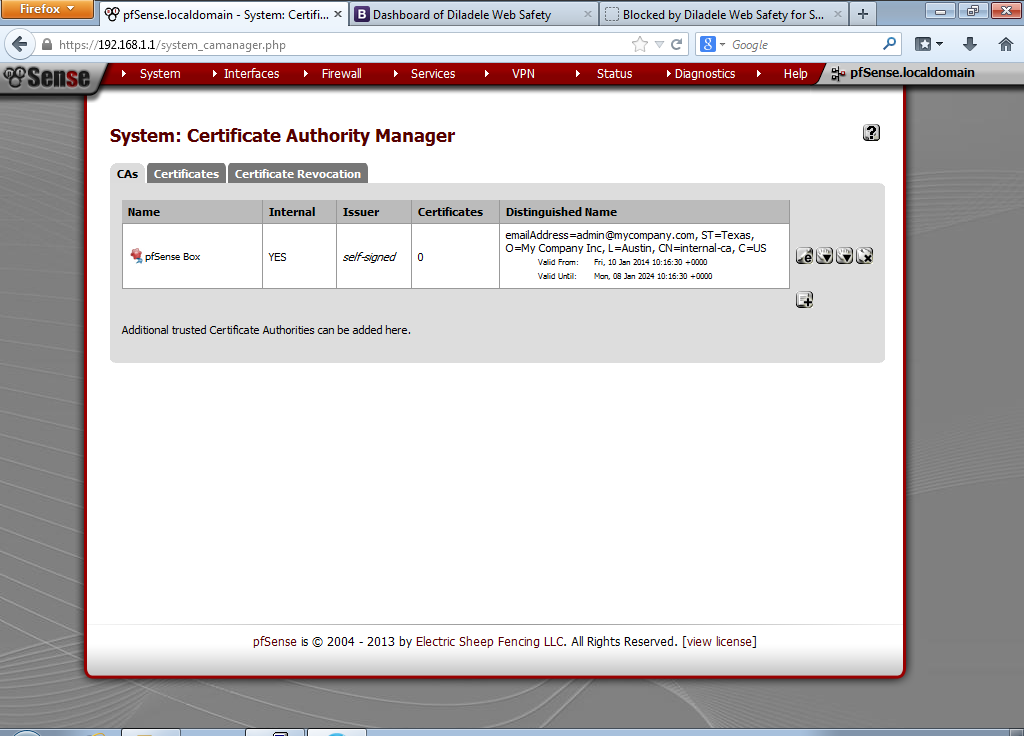 Firefox
pfSense.localdomain - System: Certifi...
Dashboard of Diladele Web Safety
Blocked by Diladele Web Safety for S...
https://192.168.1.1/system_camanager.php
Google
Sense
System
Interfaces
Firewall
Services
VPN
Status
Diagnostics
Help
pfSense.localdomain
System: Certificate Authority Manager
CAs
Certificates
Certificate Revocation
Name
Internal
Issuer
Certificates
Distinguished Name
pfSense Box
YES
self-signed
0
emailAddress=admin@mycompany.com, ST=Texas,
O=My Company Inc, L=Austin, CN=internal-ca, C=US
Valid From: Fri, 10 Jan 2014 10:16:30 +0000
Valid Until: Mon, 08 Jan 2024 10:16:30 +0000
Additional trusted Certificate Authorities can be added here.
pfSense is © 2004 - 2013 by Electric Sheep Fencing LLC. All Rights Reserved. [view license]